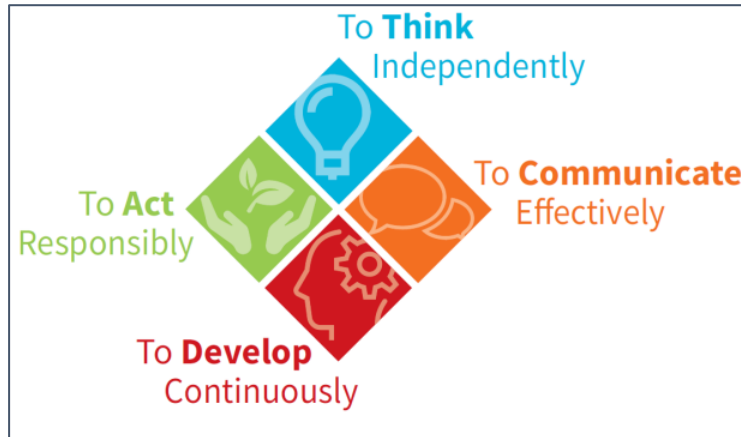 To Think
Independently
To Communicate
Effectively
To Act
Responsibly
To Develop
Continuously